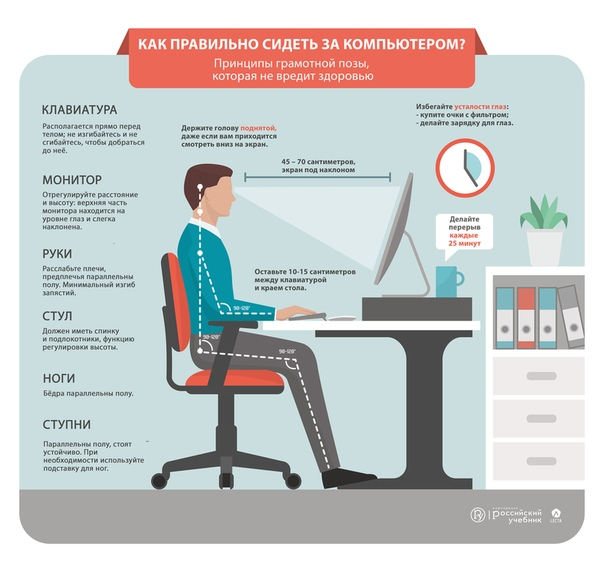 КАК ПРАВИЛЬНО СИДЕТЬ ЗА КОМПЬЮТЕРОМ?
Принципы грамотной позы,
которая не вредит здоровью
КЛАВИАТУРА
Располагается прямо перед
телом; не изгибайтесь и не
сгибайтесь, чтобы добраться
до неё.
МОНИТОР
Отрегулируйте расстояние
и высоту: верхняя часть
монитора находится на
уровне глаз и слегка
наклонена.
РУКИ
Расслабьте плечи,
предплечья параллельны
полу. Минимальный изгиб
запястий.
СТУЛ
Должен иметь спинку
и подлокотники, функцию
регулировки высоты.
НОГИ
Бёдра параллельны полу.
СТУПНИ
Параллельны полу, стоят
устойчиво. При
необходимости используйте
подставку для ног.
Держите голову поднятой,
даже если вам приходится
смотреть вниз на экран.
45 – 70 сантиметров,
экран под наклоном
Избегайте усталости глаз:
- купите очки с фильтром;
- делайте зарядку для глаз.
Делайте
перерыв
каждые
25 минут
Оставьте 10-15 сантиметров
между клавиатурой
и краем стола.
90-120°
90-120°
90-120°
российский
учебник
LECTA